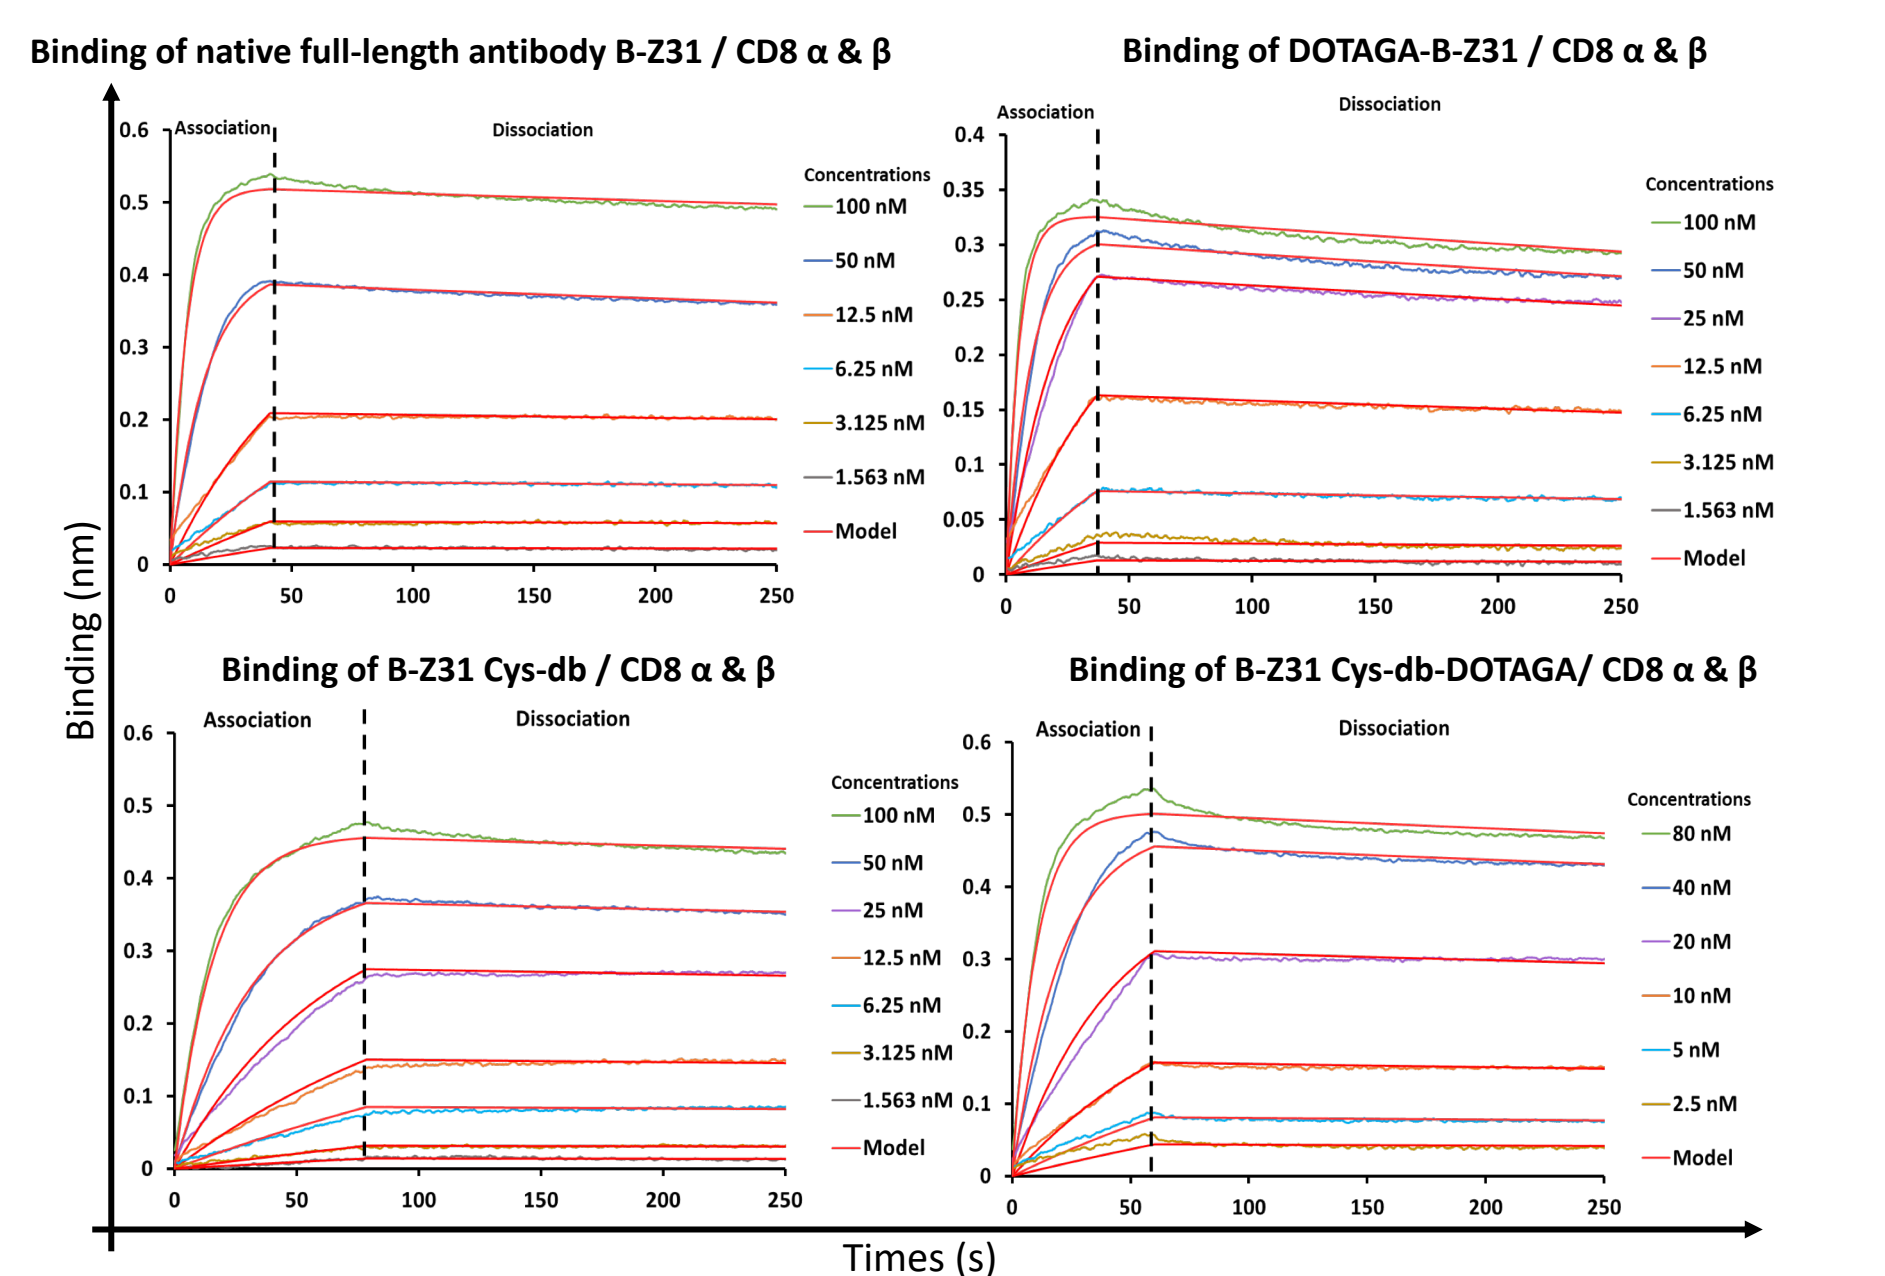 Binding of native full-length antibody B-Z31 / CD8 α & β
Association
Dissociation
0.6
0.5
0.4
0.3
0.2
0.1
0
0
50
100
150
200
250
Concentrations
100 nM
50 nM
12.5 nM
6.25 nM
3.125 nM
1.563 nM
Model
Binding of DOTAGA-B-Z31 / CD8 α & β
Association
Dissociation
0.4
0.35
0.3
0.25
0.2
0.15
0.1
0.05
0
0
50
100
150
200
250
Concentrations
100 nM
50 nM
25 nM
12.5 nM
6.25 nM
3.125 nM
1.563 nM
Model
Binding of B-Z31 Cys-db / CD8 α & β
Association
Dissociation
0.6
0.5
0.4
0.3
0.2
0.1
0
0
50
100
150
200
250
Concentrations
100 nM
50 nM
25 nM
12.5 nM
6.25 nM
3.125 nM
1.563 nM
Model
Binding of B-Z31 Cys-db-DOTAGA/ CD8 α & β
Association
Dissociation
0.6
0.5
0.4
0.3
0.2
0.1
0
0
50
100
150
200
250
Concentrations
80 nM
40 nM
20 nM
10 nM
5 nM
2.5 nM
Model
Binding (nm)
Times (s)